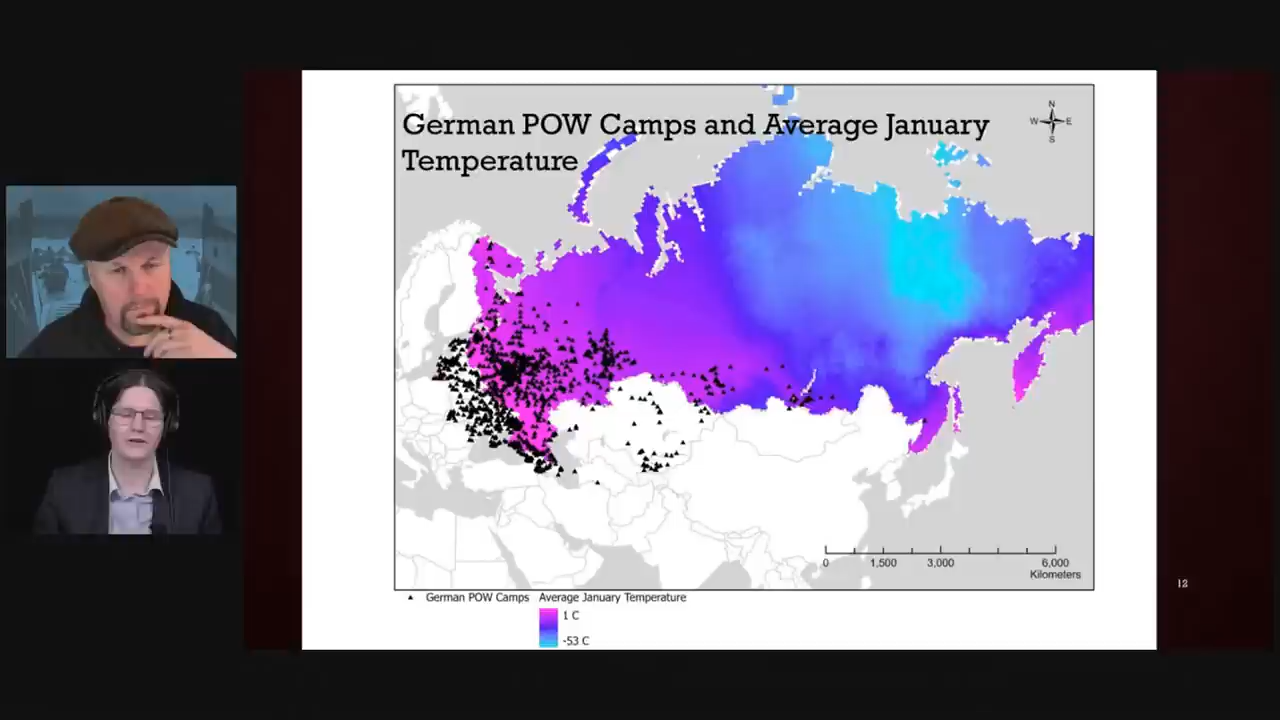 German POW Camps and Average January
Temperature
N
W E
S
0 1,500 3,000 6,000
Kilometers
German POW Camps Average January Temperature
1 C
-53 C
12